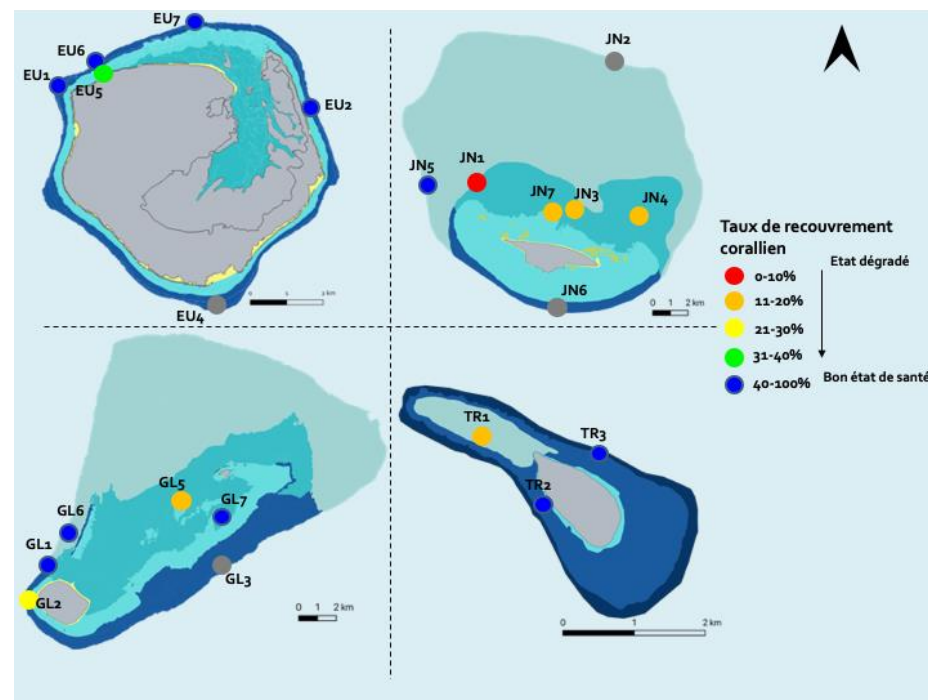 EU7
EU6
EU1
EU5
EU2
EU4
JN2
JN5
JN1
JN7
JN3
JN4
JN6
0 1 2 km
Taux de recouvrement
corallien
Etat dégradé
0-10%
11-20%
21-30%
31-40%
40-100%
Bon état de santé
GL5
GL6
GL7
GL1
GL3
GL2
0 1 2 km
TR1
TR3
TR2
0 1 2 km